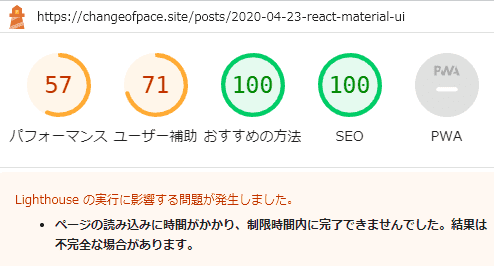 https://changeofpace.site/posts/2020-04-23-react-material-ui
57 71 100 100 PWA
パフォーマンス ユーザー補助 おすすめの方法 SEO PWA
Lighthouse の実行に影響する問題が発生しました。
• ページの読み込みに時間がかかり、制限時間内に完了できませんでした。結果は
不完全な場合があります。